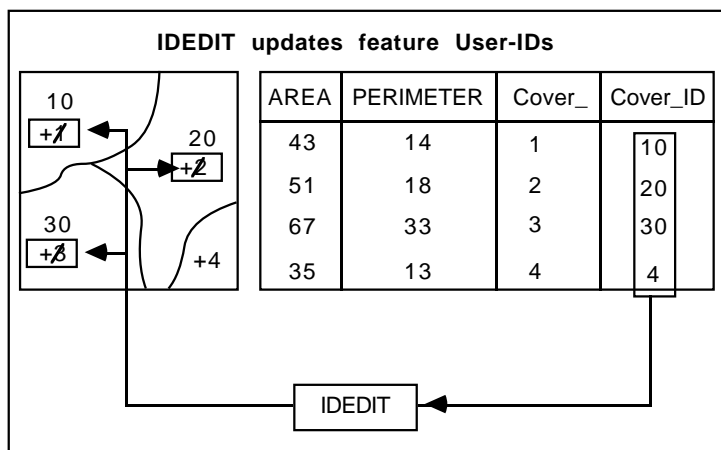 IDEDIT updates feature User-IDs
10
+1
20
+2
30
+3
+4
AREA PERIMETER Cover_ Cover_ID
43 14 1 10
51 18 2 20
67 33 3 30
35 13 4 4
IDEDIT